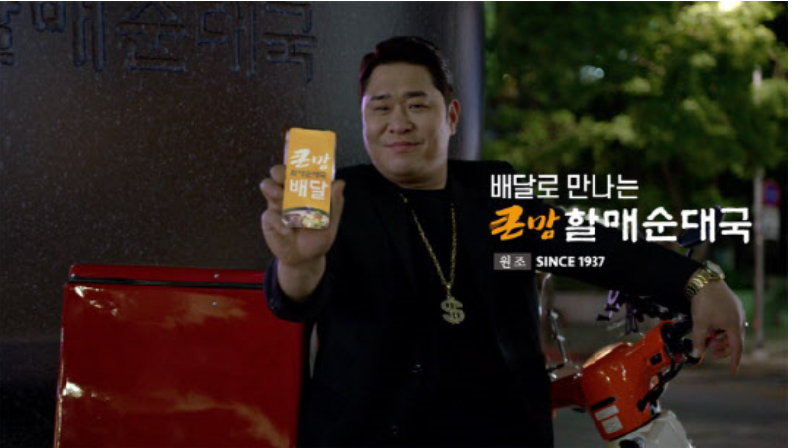 할매순대국
큰맘
배달
배달로 만나는
큰맘할매순대국
원조 SINCE 1937